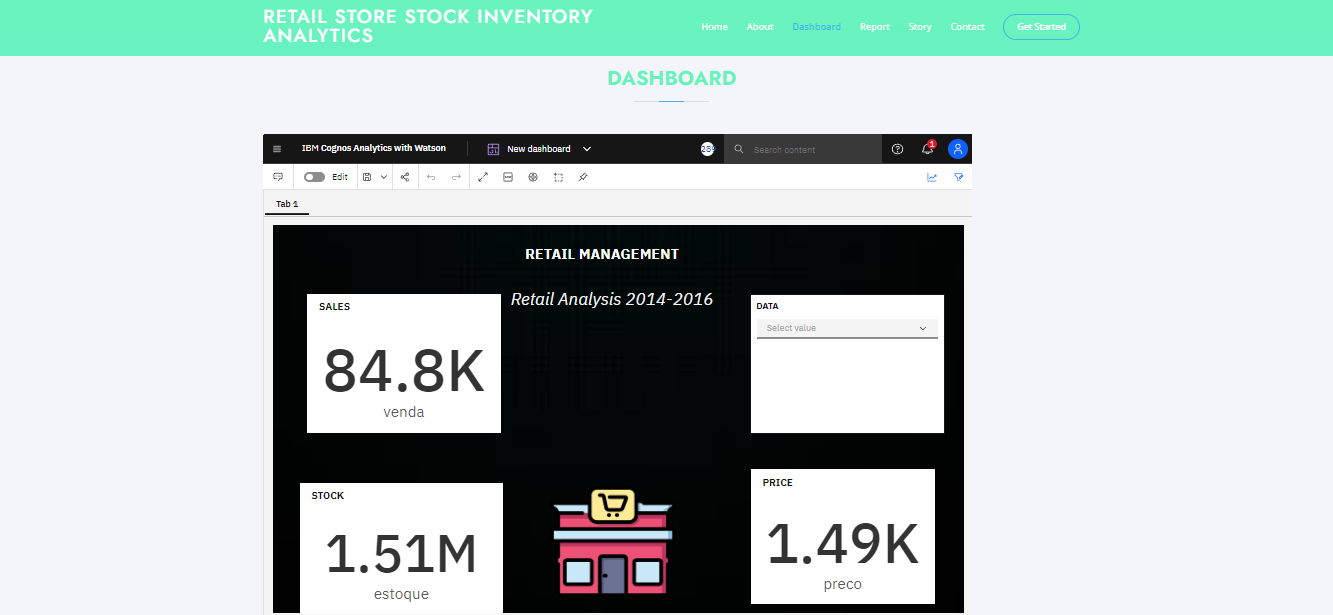 RETAIL STORE STOCK INVENTORY
ANALYTICS
Home About Dashboard Report Story Contact Get Started
DASHBOARD
IBM Cognos Analytics with Watson
New dashboard
289
Search content
1
Edit
Tab 1
RETAIL MANAGEMENT
Retail Analysis 2014-2016
SALES
84.8K
venda
DATA
Select value
STOCK
1.51M
estoque
PRICE
1.49K
preco